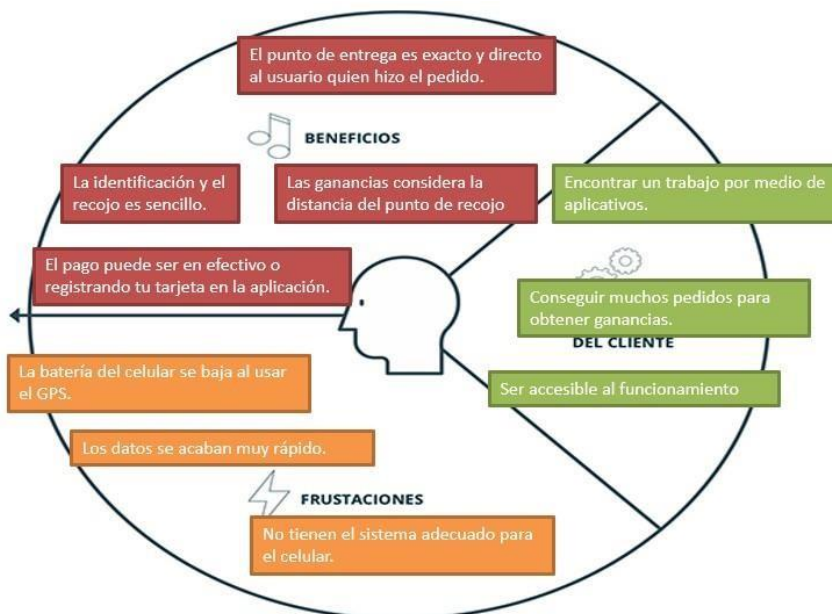 El punto de entrega es exacto y directo
al usuario quien hizo el pedido.
BENEFICIOS
La identificación y el
recojo es sencillo.
Las ganancias considera la
distancia del punto de recojo
Encontrar un trabajo por medio de
aplicativos.
El pago puede ser en efectivo o
registrando tu tarjeta en la aplicación.
Conseguir muchos pedidos para
obtener ganancias.
DEL CLIENTE
La batería del celular se baja al usar
el GPS.
Ser accesible al funcionamiento
Los datos se acaban muy rápido.
FRUSTACIONES
No tienen el sistema adecuado para
el celular.